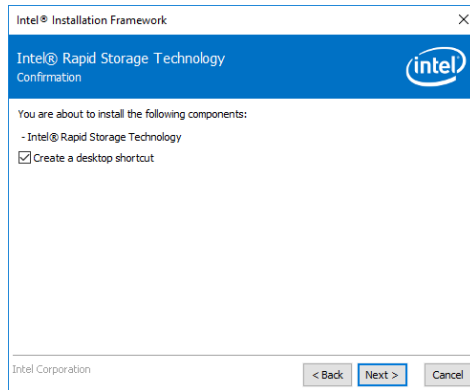 Intel® Installation Framework
Intel® Rapid Storage Technology
Confirmation
intel
You are about to install the following components:
- Intel® Rapid Storage Technology
Create a desktop shortcut
Intel Corporation
< Back
Next >
Cancel